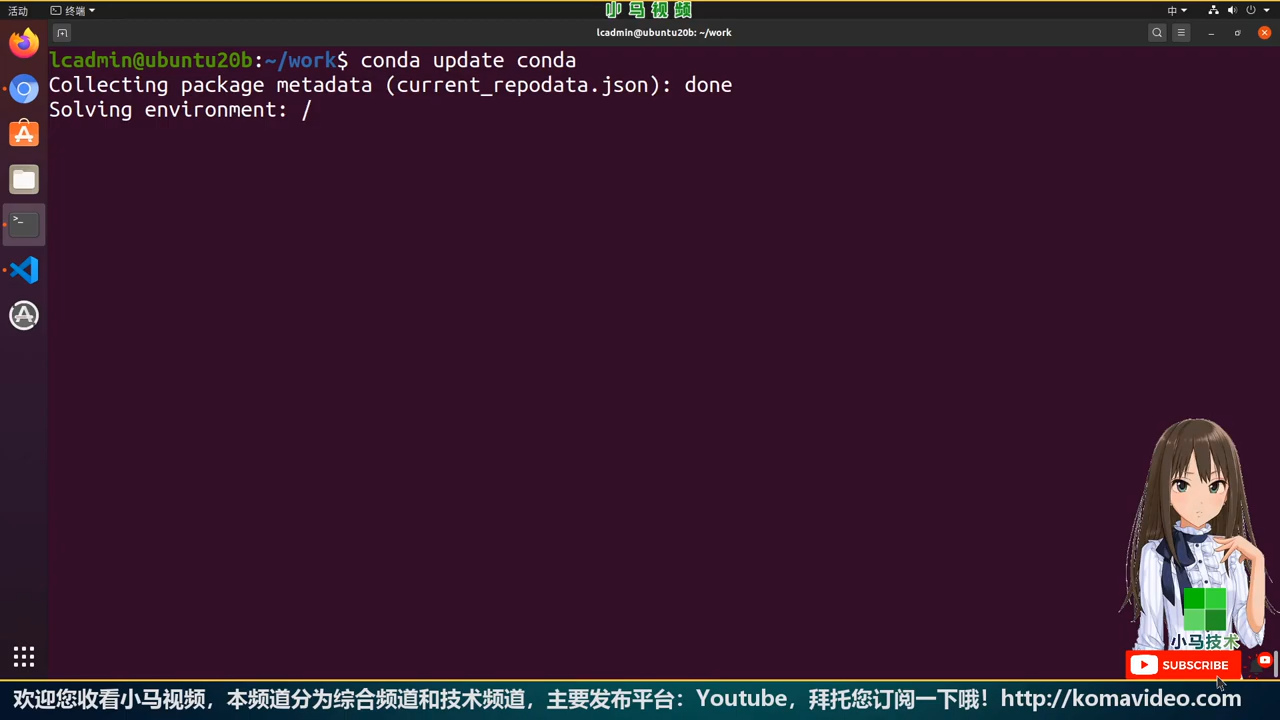 小马视频
活动 终端 中
lcadmin@ubuntu20b: ~/work
lcadmin@ubuntu20b:~/work$ conda update conda
Collecting package metadata (current_repodata.json): done
Solving environment: /
小马技术
SUBSCRIBE
欢迎您收看小马视频，本频道分为综合频道和技术频道，主要发布平台：Youtube，拜托您订阅一下哦！http://komavideo.com